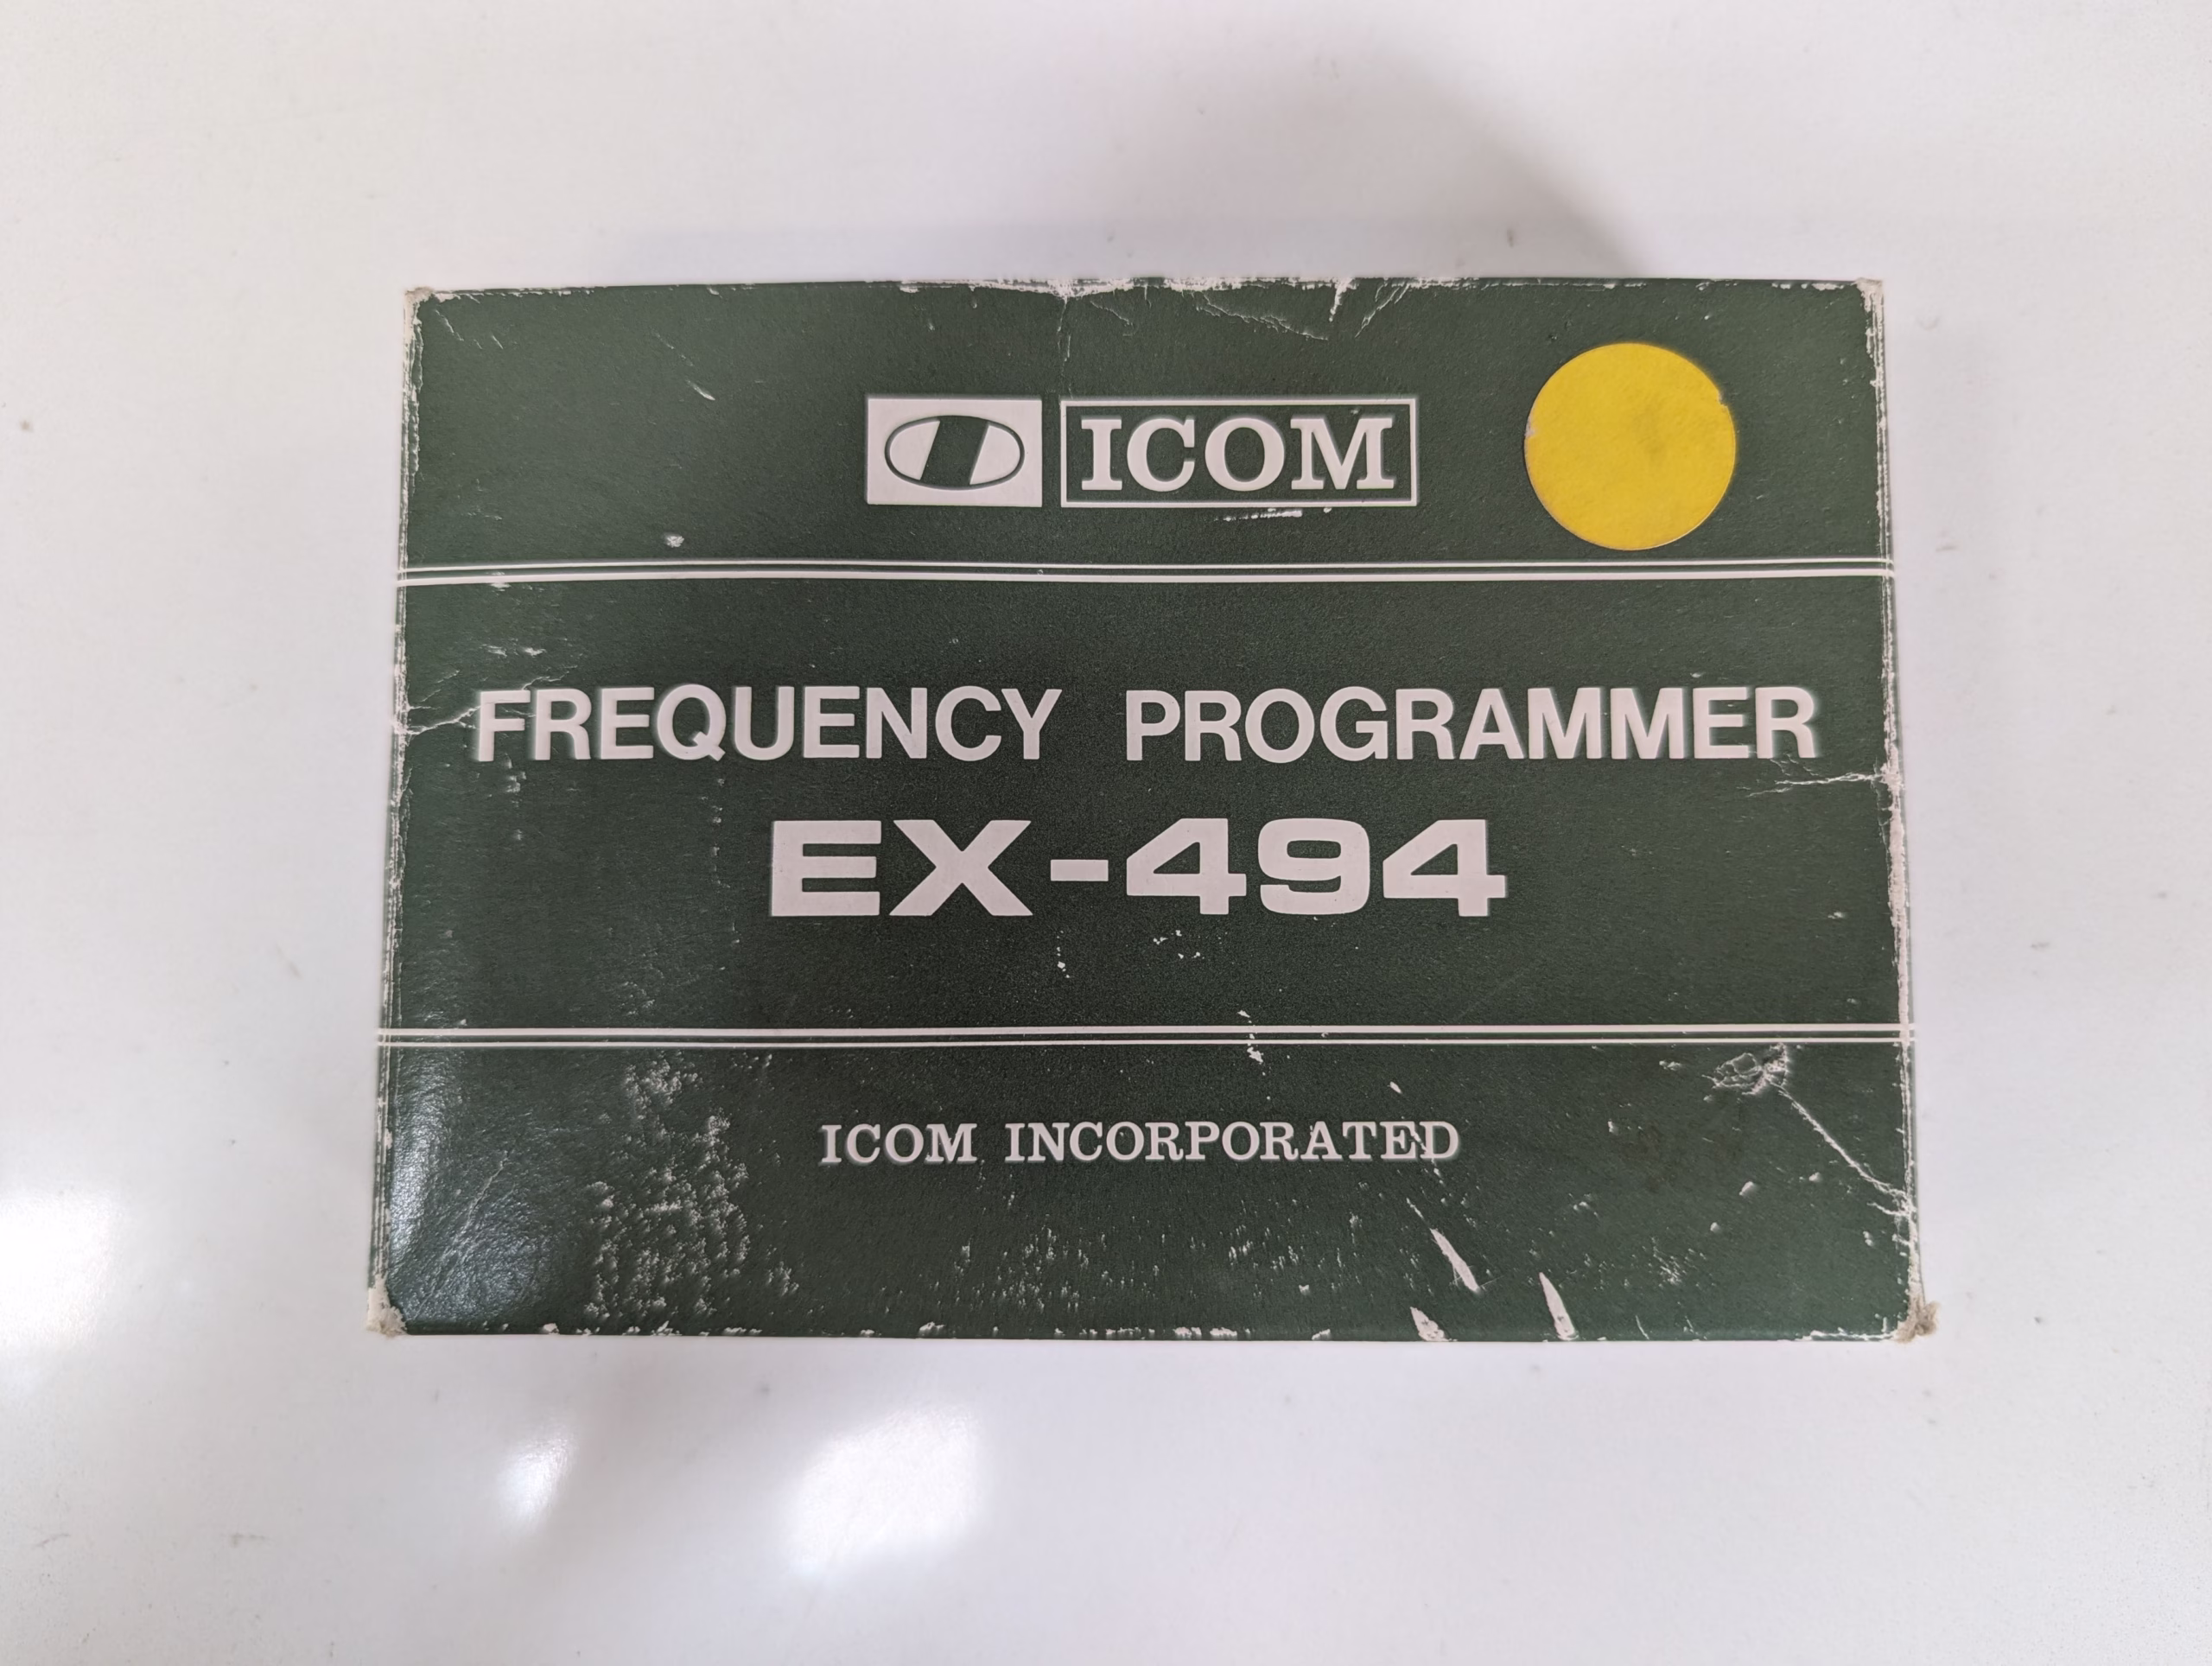 ICOM
FREQUENCY PROGRAMMER
EX-494
ICOM INCORPORATED